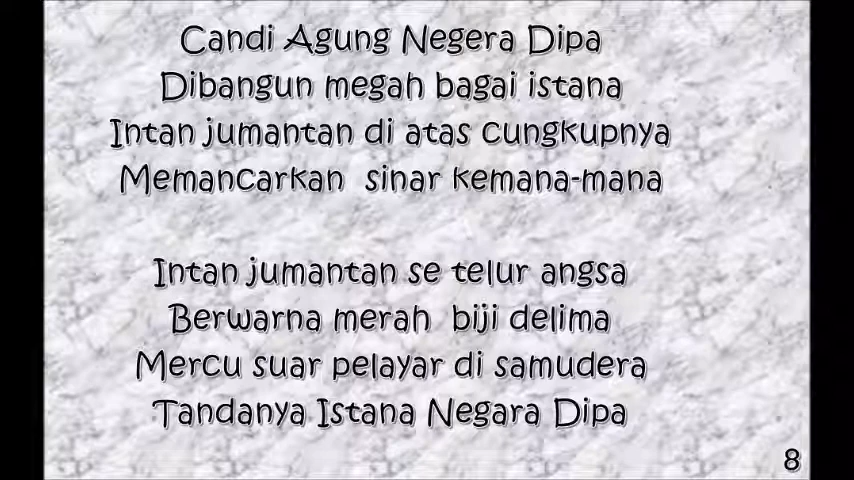 Candi Agung Negera Dipa
Dibangun megah bagai istana
Intan jumantan di atas cungkupnya
Memancarkan sinar kemana-mana
Intan jumantan se telur angsa
Berwarna merah biji delima
Mercu suar pelayar di samudera
Tandanya Istana Negara Dipa
8